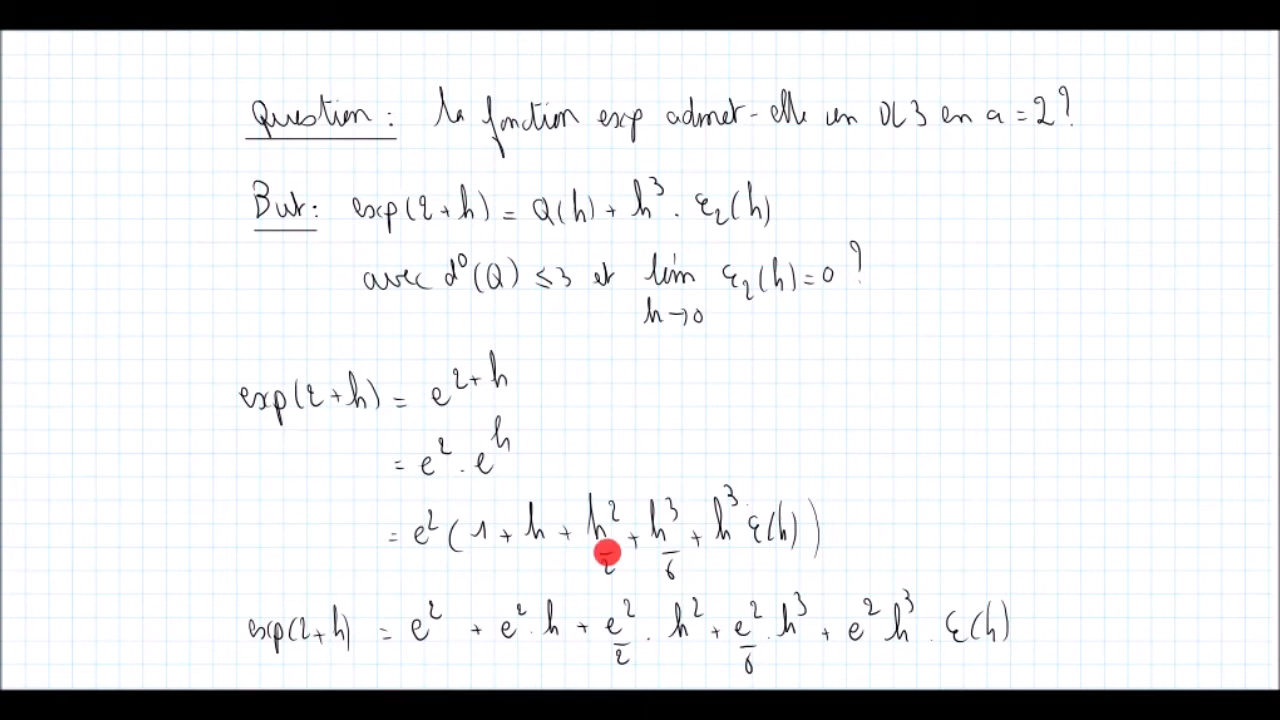 Question : la fonction exp admet-elle un DL3 en a = 2 ?
But : exp(2+h) = Q(h) + h³ . ε₂(h)
avec d°(Q) ≤ 3 et lim ε₂(h) = 0 ?
h→0
exp(2+h) = e^{2+h}
= e² . e^h
= e² ( 1 + h + h²/2 + h³/6 + h³ ε(h) )
exp(2+h) = e² + e² . h + e²/2 . h² + e²/6 . h³ + e² h³ . ε(h)